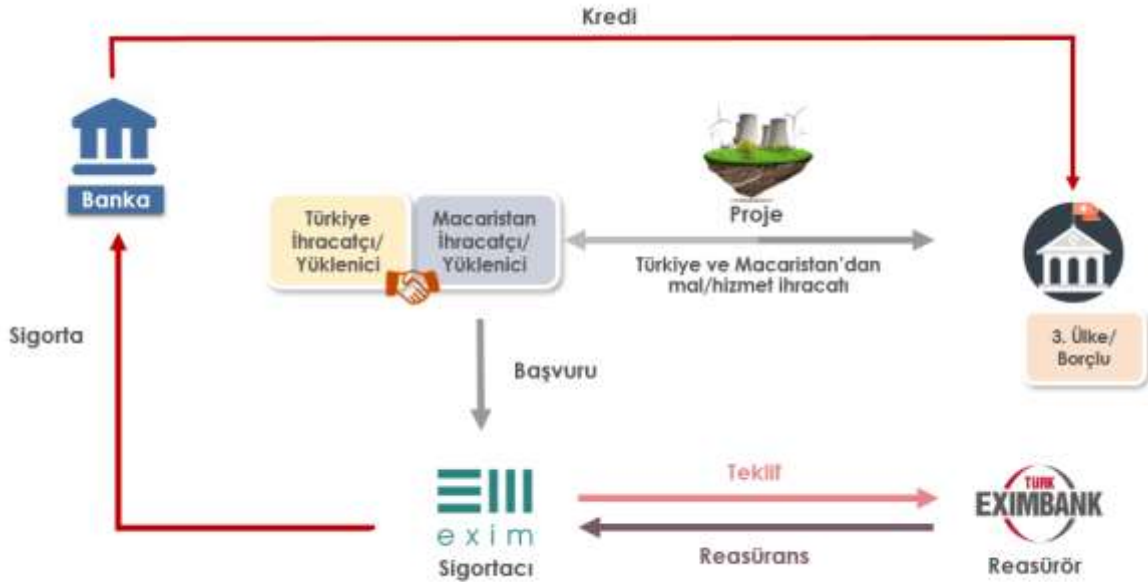 Kredi
Banka
Türkiye
İhracatçı/
Yüklenici
Macaristan
İhracatçı/
Yüklenici
Proje
Türkiye ve Macaristan'dan
mal/hizmet ihracatı
3. Ülke/
Borçlu
Sigorta
Başvuru
exim
Sigortacı
Teklif
Reasürans
TÜRK
EXIMBANK
Reasürör